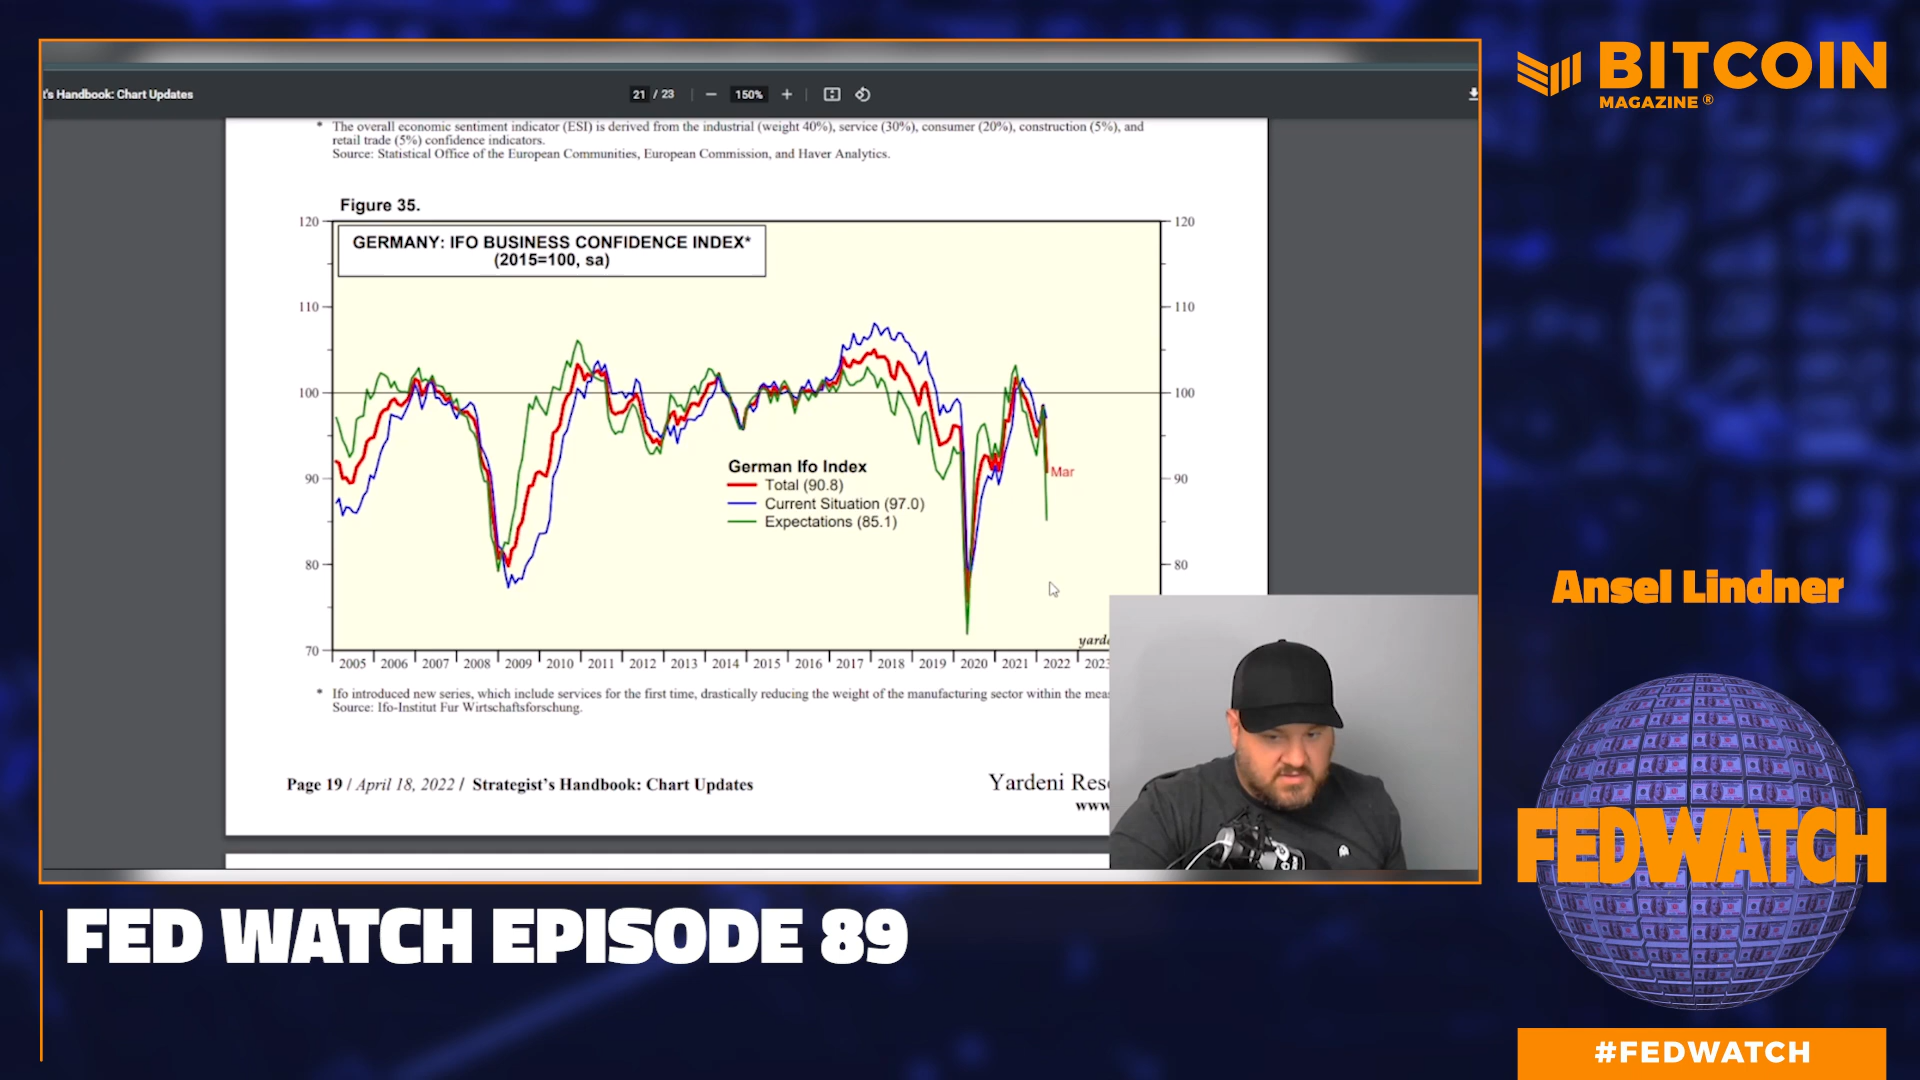 't's Handbook: Chart Updates
21 / 23
150%
* The overall economic sentiment indicator (ESI) is derived from the industrial (weight 40%), service (30%), consumer (20%), construction (5%), and
retail trade (5%) confidence indicators.
Source: Statistical Office of the European Communities, European Commission, and Haver Analytics.
Figure 35.
GERMANY: IFO BUSINESS CONFIDENCE INDEX*
(2015=100, sa)
120
110
100
90
80
70
120
110
100
90
80
German Ifo Index
Total (90.8)
Current Situation (97.0)
Expectations (85.1)
Mar
yard
2005 2006 2007 2008 2009 2010 2011 2012 2013 2014 2015 2016 2017 2018 2019 2020 2021 2022 2023
* Ifo introduced new series, which include services for the first time, drastically reducing the weight of the manufacturing sector within the mea
Source: Ifo-Institut Fur Wirtschaftsforschung.
Page 19 / April 18, 2022 / Strategist's Handbook: Chart Updates
Yardeni Res
www
BITCOIN
MAGAZINE ®
Ansel Lindner
FEDWATCH
#FEDWATCH
FED WATCH EPISODE 89